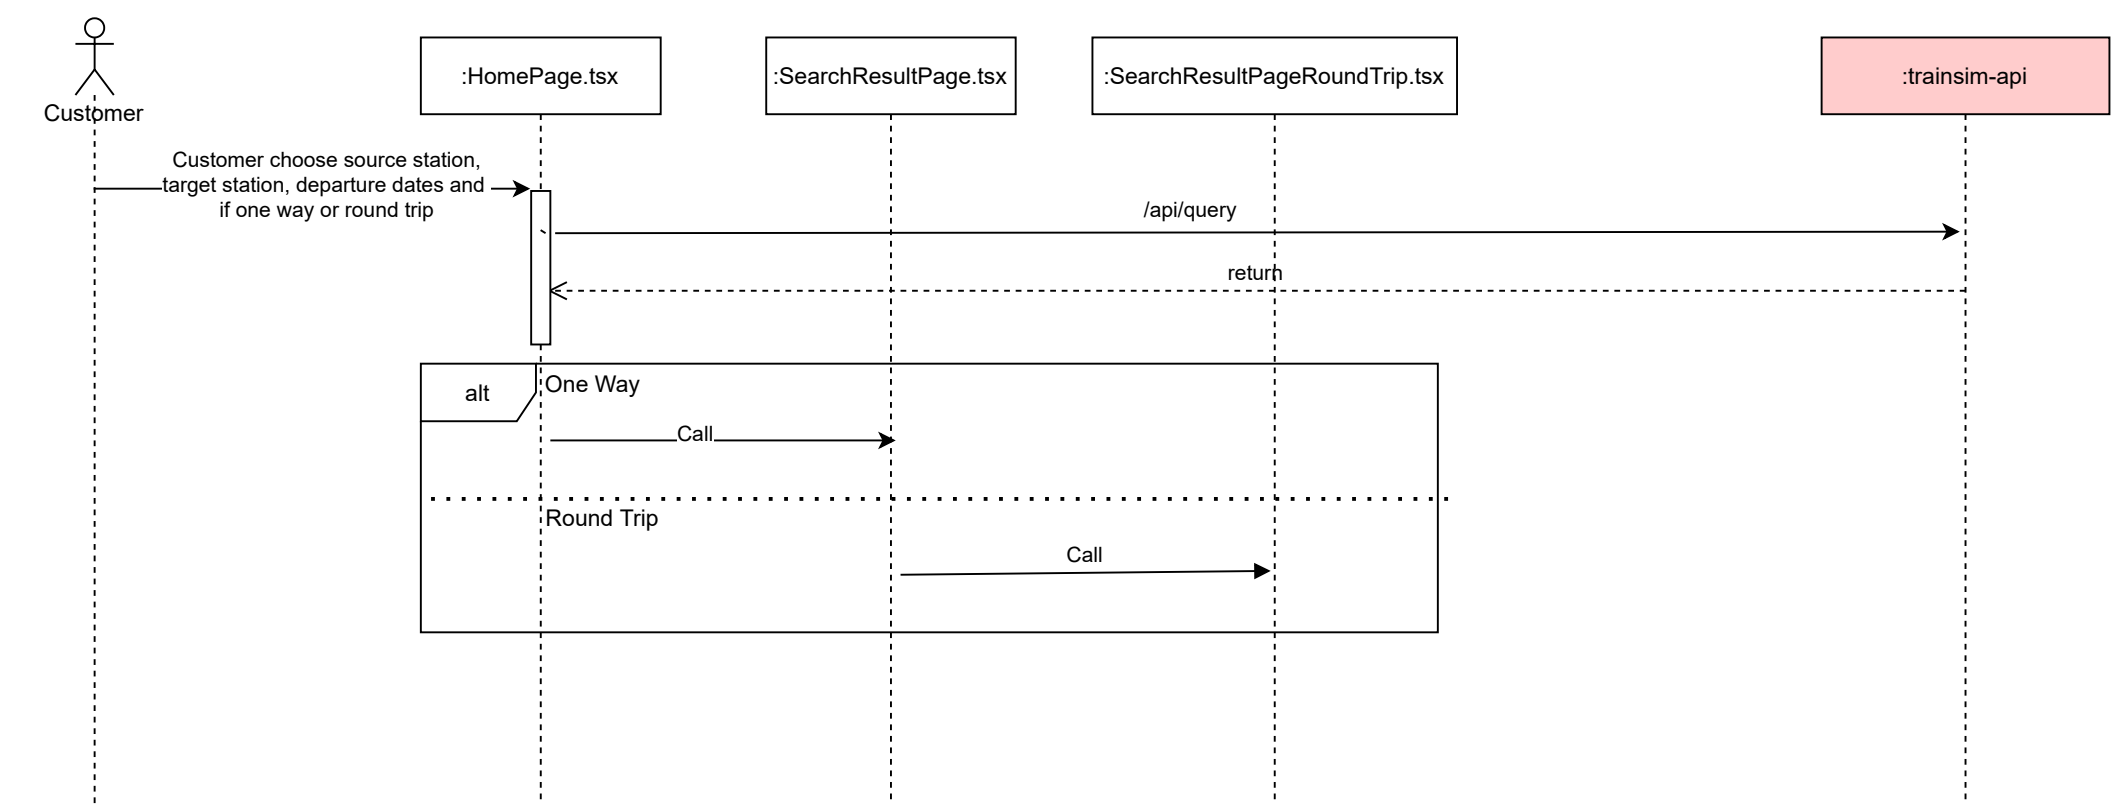 Customer
:HomePage.tsx
:SearchResultPage.tsx
:SearchResultPageRoundTrip.tsx
:trainsim-api
Customer choose source station,
target station, departure dates and
if one way or round trip
/api/query
return
alt
One Way
Call
Round Trip
Call